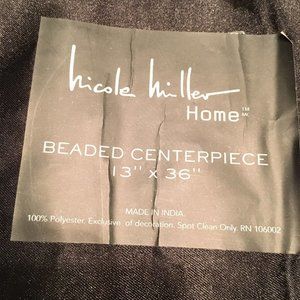 nicole miller
Home™
MC
BEADED CENTERPIECE
13" x 36"
MADE IN INDIA
100% Polyester. Exclusive of decoration. Spot Clean Only. RN 106002